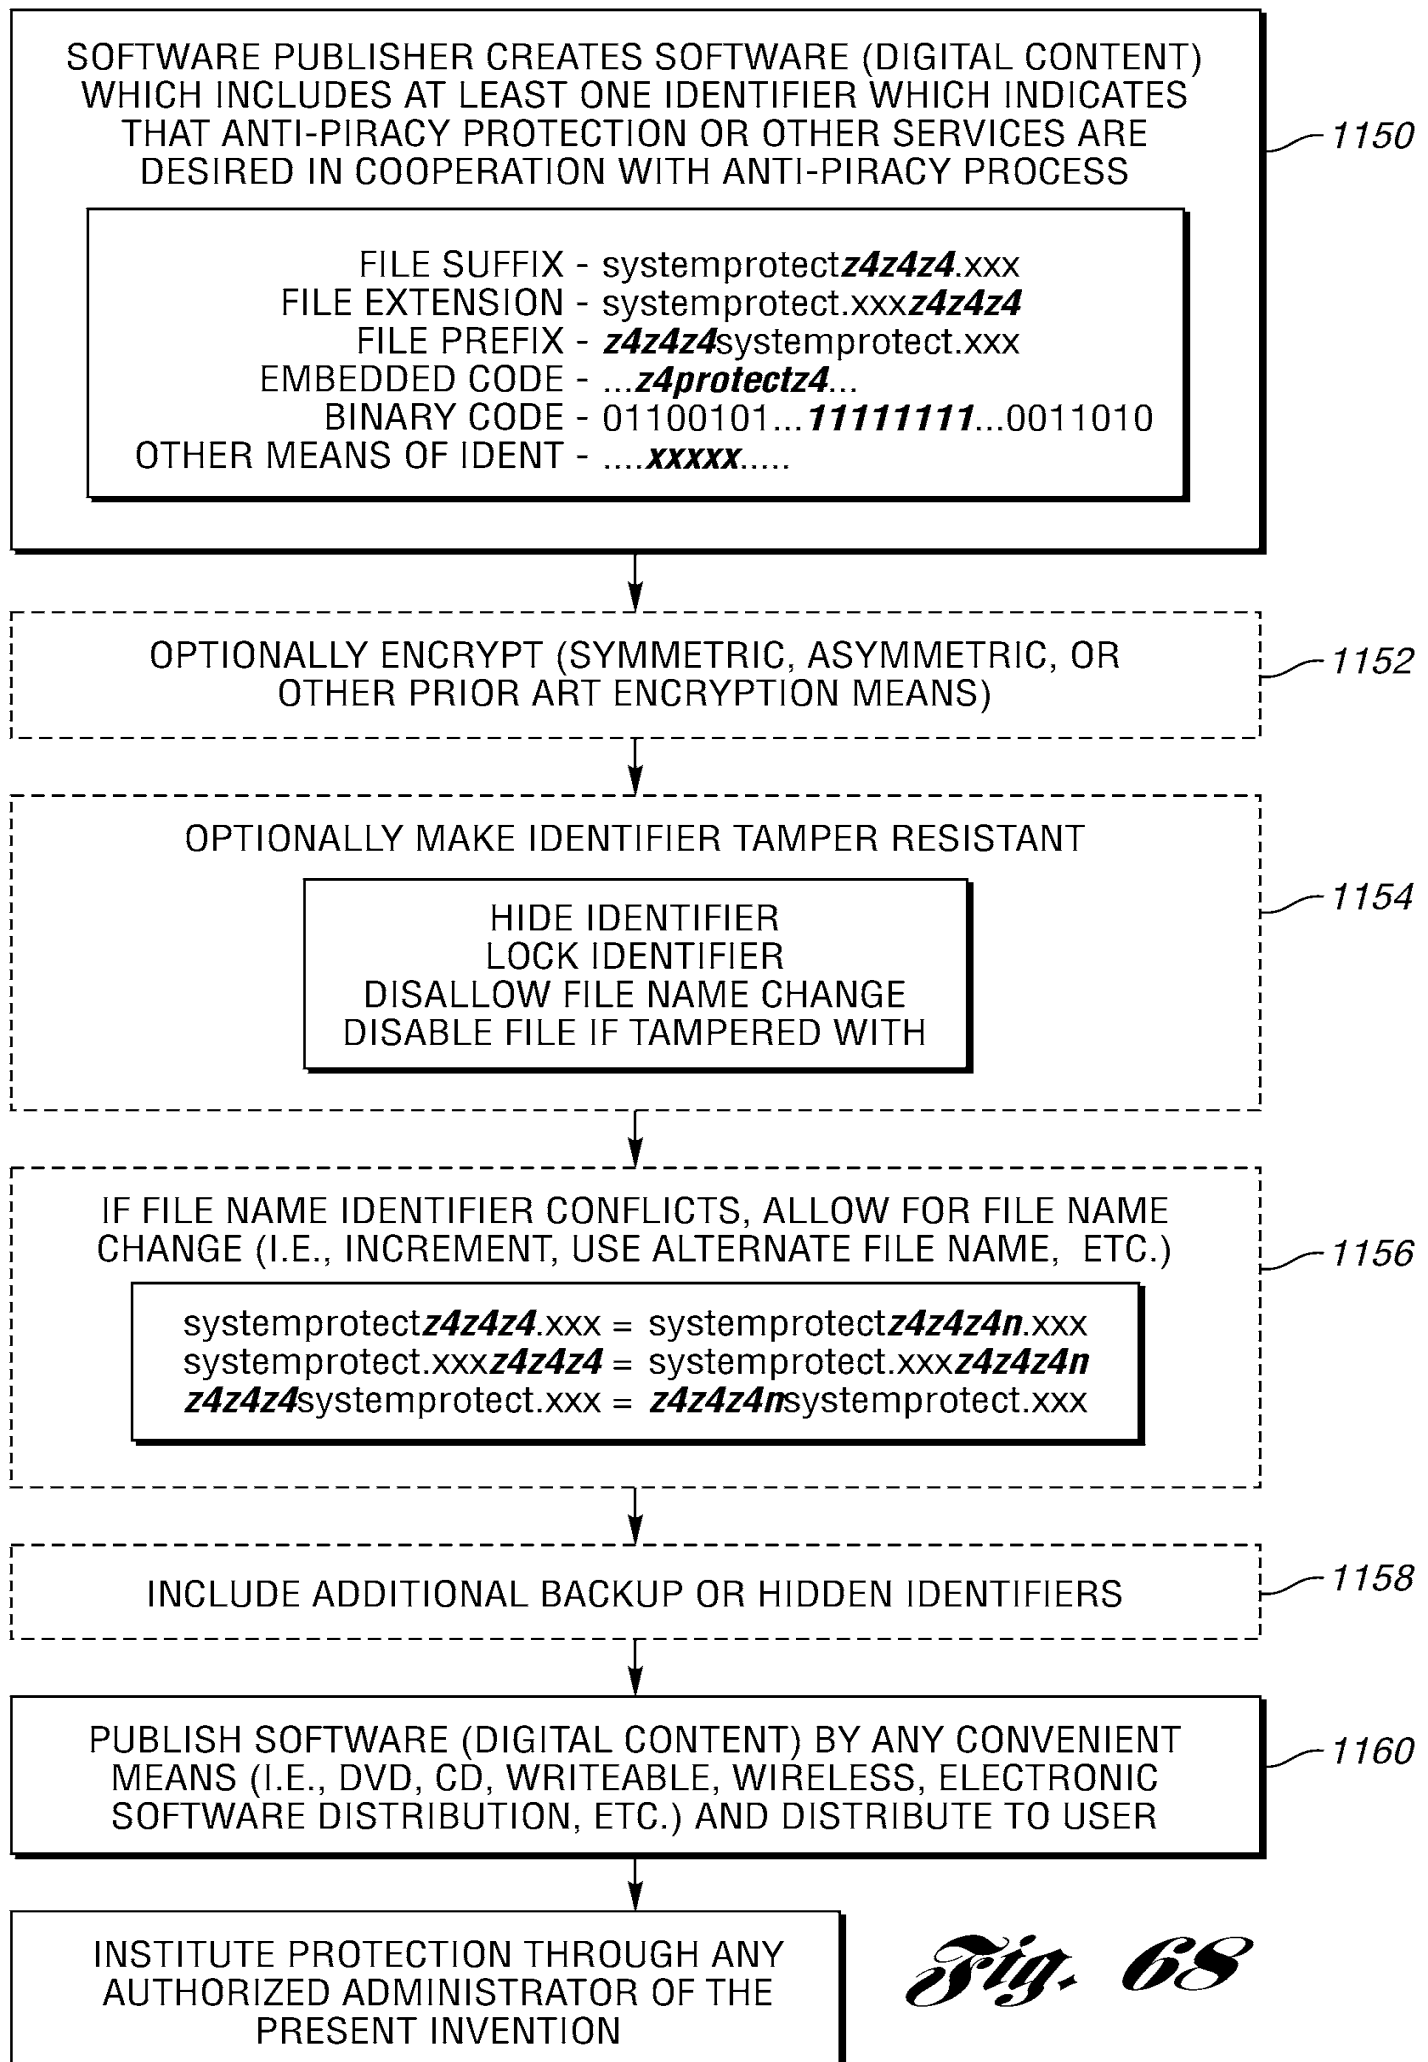 SOFTWARE PUBLISHER CREATES SOFTWARE (DIGITAL CONTENT)
WHICH INCLUDES AT LEAST ONE IDENTIFIER WHICH INDICATES
THAT ANTI-PIRACY PROTECTION OR OTHER SERVICES ARE
DESIRED IN COOPERATION WITH ANTI-PIRACY PROCESS
1150
FILE SUFFIX - systemprotectz4z4z4.xxx
FILE EXTENSION - systemprotect.xxxz4z4z4
FILE PREFIX - z4z4z4systemprotect.xxx
EMBEDDED CODE - ...z4protectz4...
BINARY CODE - 01100101...11111111...0011010
OTHER MEANS OF IDENT - ....xxxxx.....
OPTIONALLY ENCRYPT (SYMMETRIC, ASYMMETRIC, OR
OTHER PRIOR ART ENCRYPTION MEANS)
1152
OPTIONALLY MAKE IDENTIFIER TAMPER RESISTANT
1154
HIDE IDENTIFIER
LOCK IDENTIFIER
DISALLOW FILE NAME CHANGE
DISABLE FILE IF TAMPERED WITH
IF FILE NAME IDENTIFIER CONFLICTS, ALLOW FOR FILE NAME
CHANGE (I.E., INCREMENT, USE ALTERNATE FILE NAME, ETC.)
1156
systemprotectz4z4z4.xxx = systemprotectz4z4z4n.xxx
systemprotect.xxxz4z4z4 = systemprotect.xxxz4z4z4n
z4z4z4systemprotect.xxx = z4z4z4nsystemprotect.xxx
INCLUDE ADDITIONAL BACKUP OR HIDDEN IDENTIFIERS
1158
PUBLISH SOFTWARE (DIGITAL CONTENT) BY ANY CONVENIENT
MEANS (I.E., DVD, CD, WRITEABLE, WIRELESS, ELECTRONIC
SOFTWARE DISTRIBUTION, ETC.) AND DISTRIBUTE TO USER
1160
INSTITUTE PROTECTION THROUGH ANY
AUTHORIZED ADMINISTRATOR OF THE
PRESENT INVENTION
Fig. 68